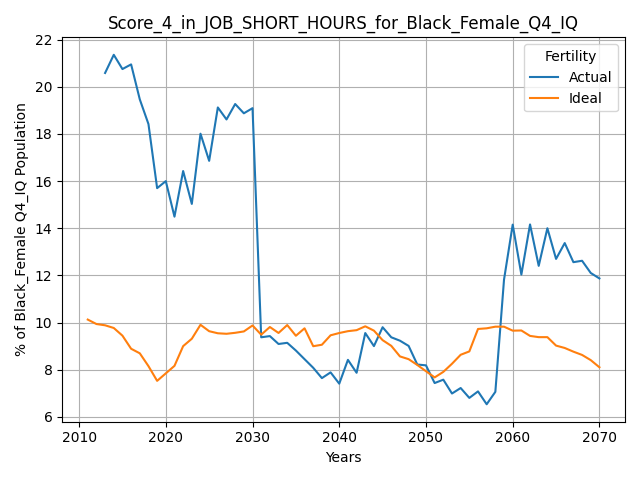 Score_4_in_JOB_SHORT_HOURS_for_Black_Female_Q4_IQ
Fertility
Actual
Ideal
% of Black_Female Q4_IQ Population
22
20
18
16
14
12
10
8
6
2010 2020 2030 2040 2050 2060 2070
Years